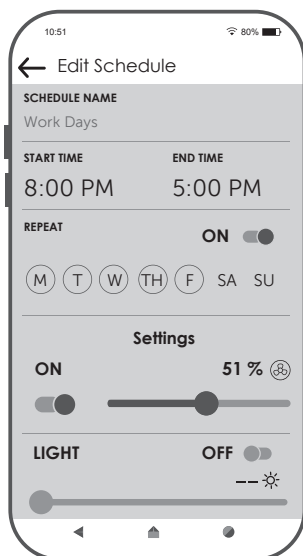 10:51 80%
Edit Schedule
SCHEDULE NAME
Work Days
START TIME END TIME
8:00 PM 5:00 PM
REPEAT ON
M T W TH F SA SU
Settings
ON 51 %
LIGHT OFF
--